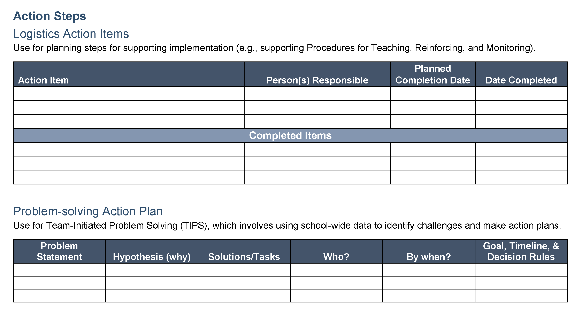 Action Steps
Logistics Action Items
Use for planning steps for supporting implementation (e.g., supporting Procedures for Teaching, Reinforcing, and Monitoring).
Action Item Person(s) Responsible Planned Completion Date Date Completed
Completed Items
Problem-solving Action Plan
Use for Team-Initiated Problem Solving (TIPS), which involves using school-wide data to identify challenges and make action plans.
Problem Statement Hypothesis (why) Solutions/Tasks Who? By when? Goal, Timeline, & Decision Rules